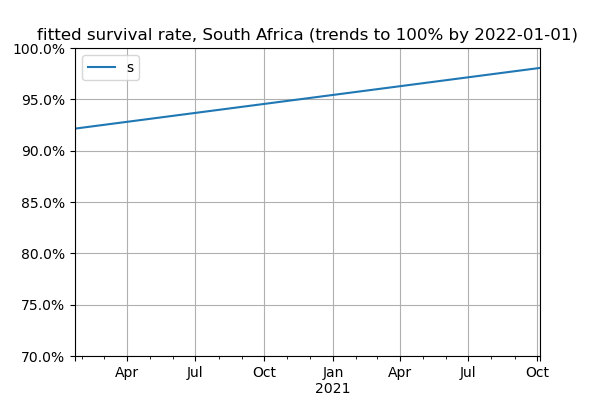 fitted survival rate, South Africa (trends to 100% by 2022-01-01)
100.0%
s
95.0%
90.0%
85.0%
80.0%
75.0%
70.0%
Apr Jul Oct Jan Apr Jul Oct
2021